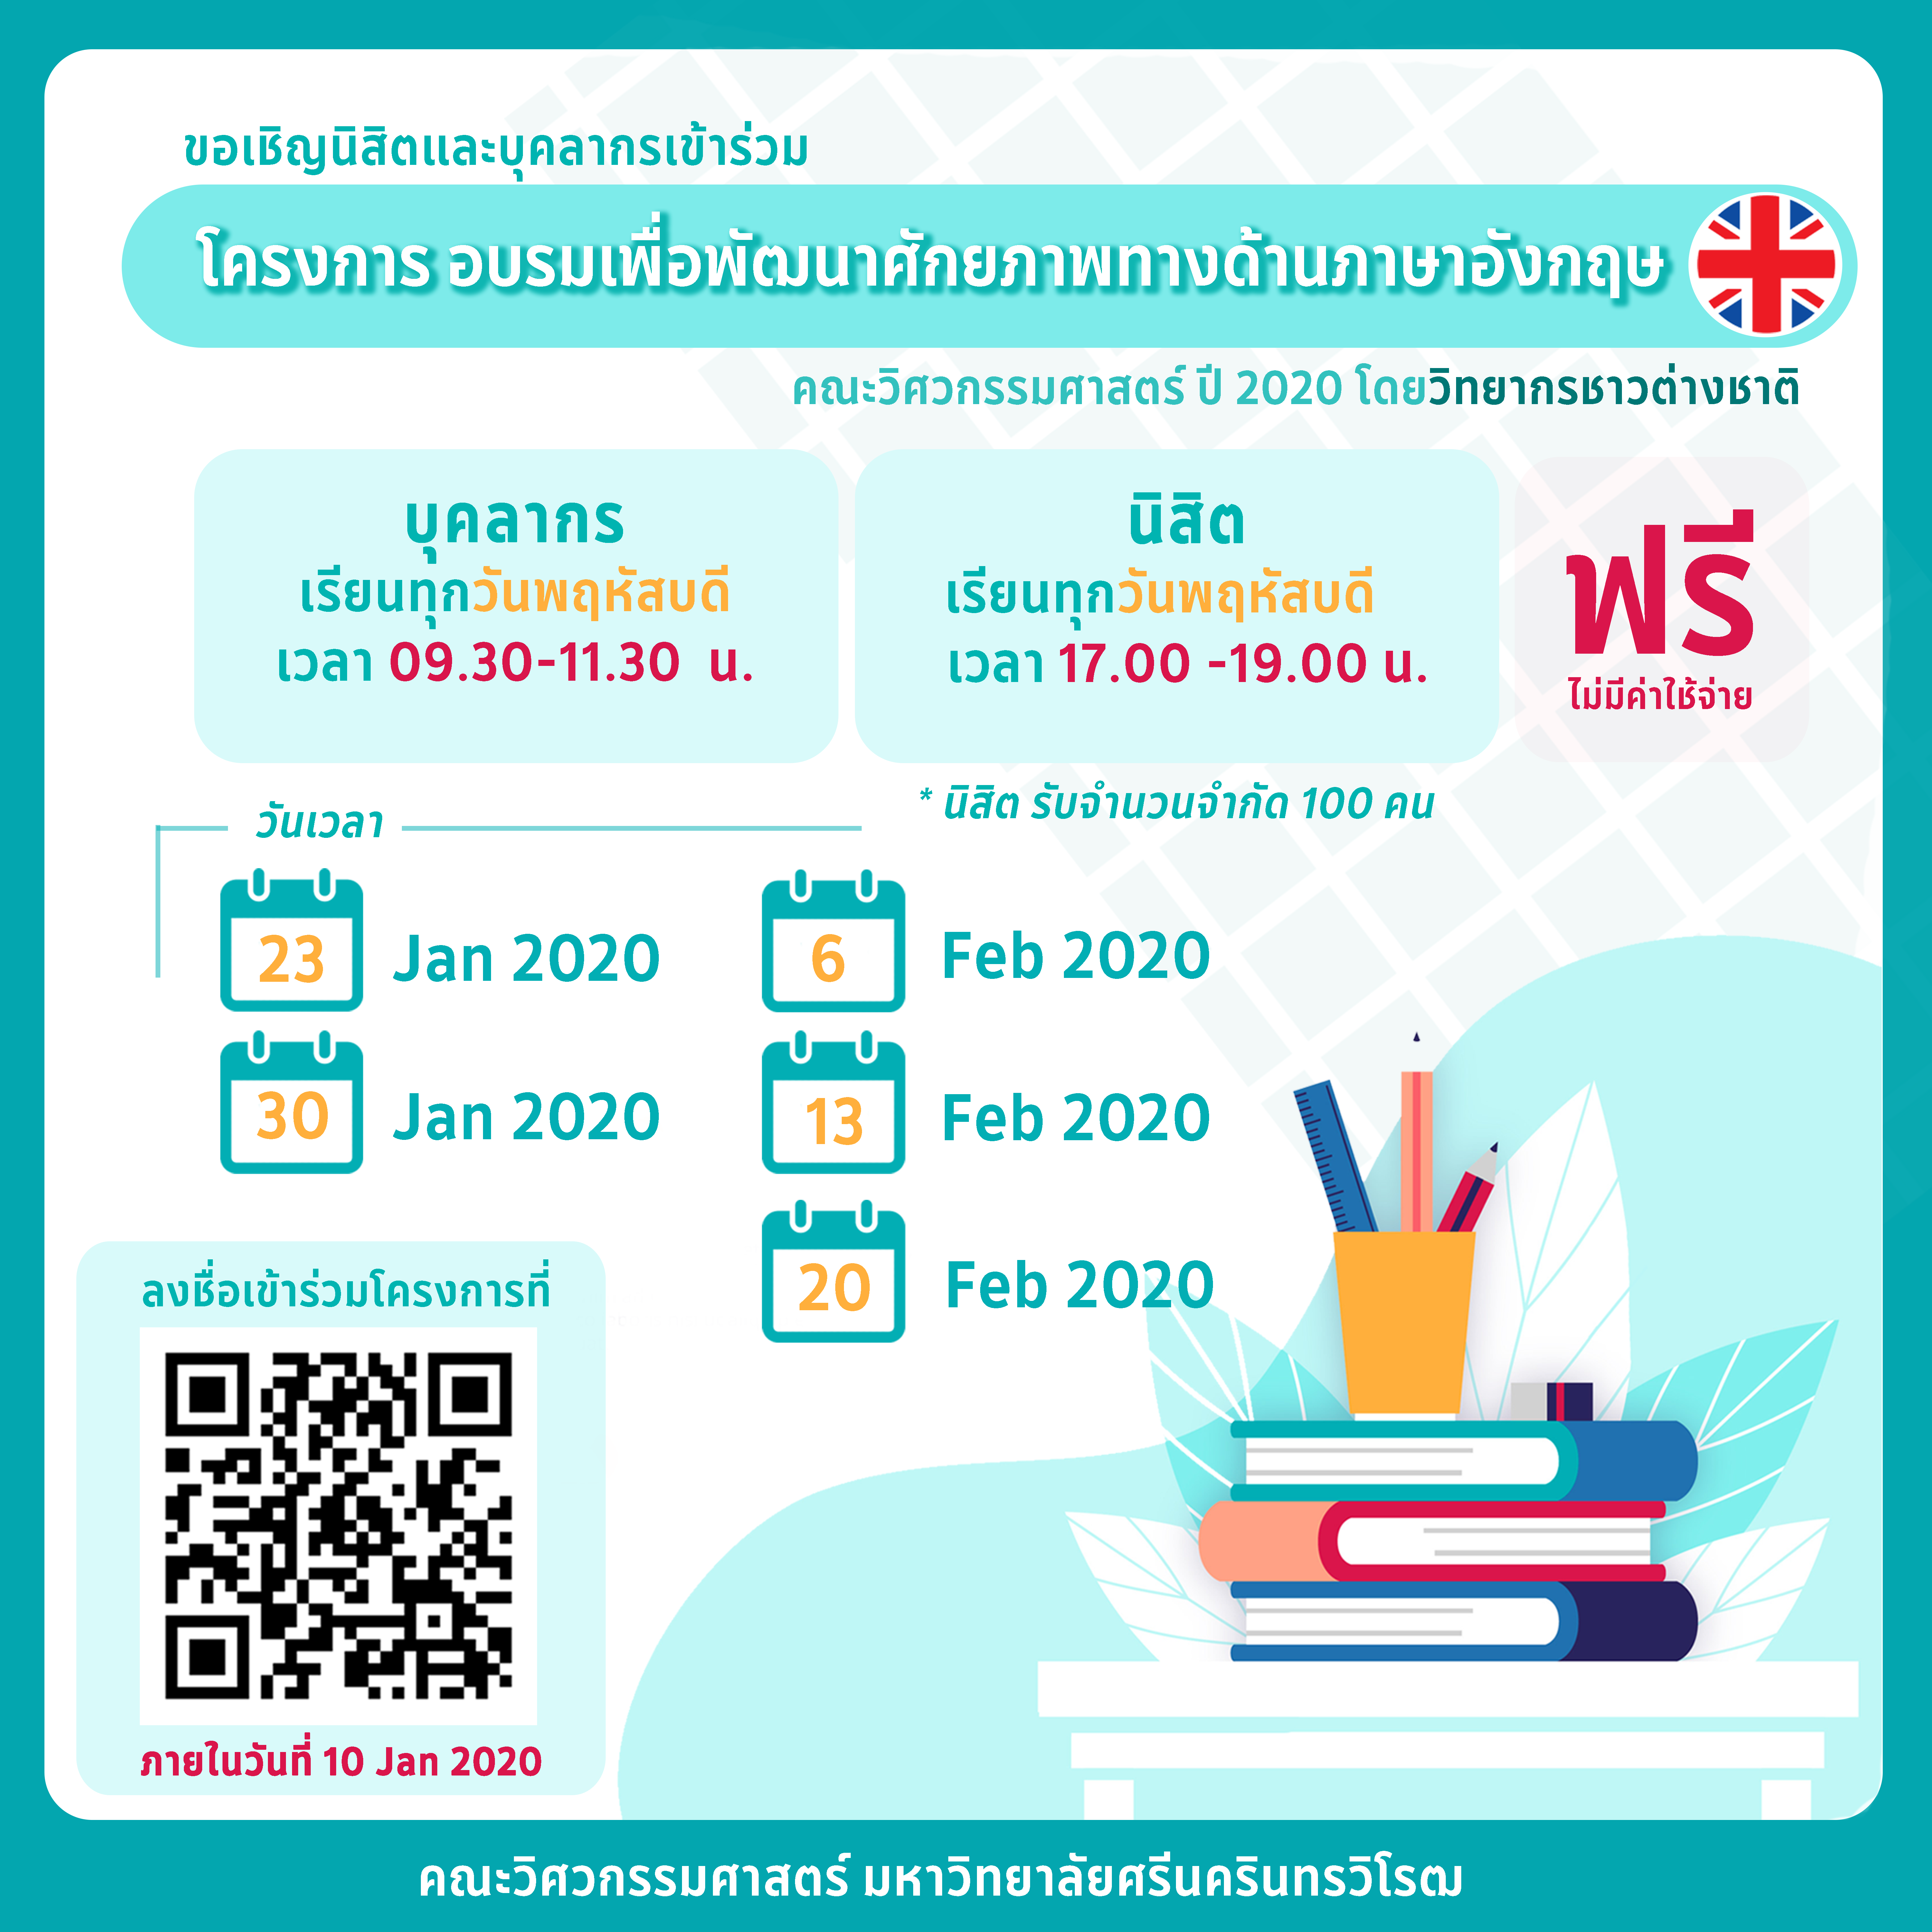 ขอเชิญนิสิตและบุคลากรเข้าร่วม
โครงการ อบรมเพื่อพัฒนาศักยภาพทางด้านภาษาอังกฤษ
คณะวิศวกรรมศาสตร์ ปี 2020 โดยวิทยากรชาวต่างชาติ
บุคลากร
เรียนทุกวันพฤหัสบดี
เวลา 09.30-11.30 น.
นิสิต
เรียนทุกวันพฤหัสบดี
เวลา 17.00 -19.00 น.
ฟรี
ไม่มีค่าใช้จ่าย
* นิสิต รับจำนวนจำกัด 100 คน
วันเวลา
23 Jan 2020
30 Jan 2020
6 Feb 2020
13 Feb 2020
20 Feb 2020
ลงชื่อเข้าร่วมโครงการที่
ภายในวันที่ 10 Jan 2020
คณะวิศวกรรมศาสตร์ มหาวิทยาลัยศรีนครินทรวิโรฒ